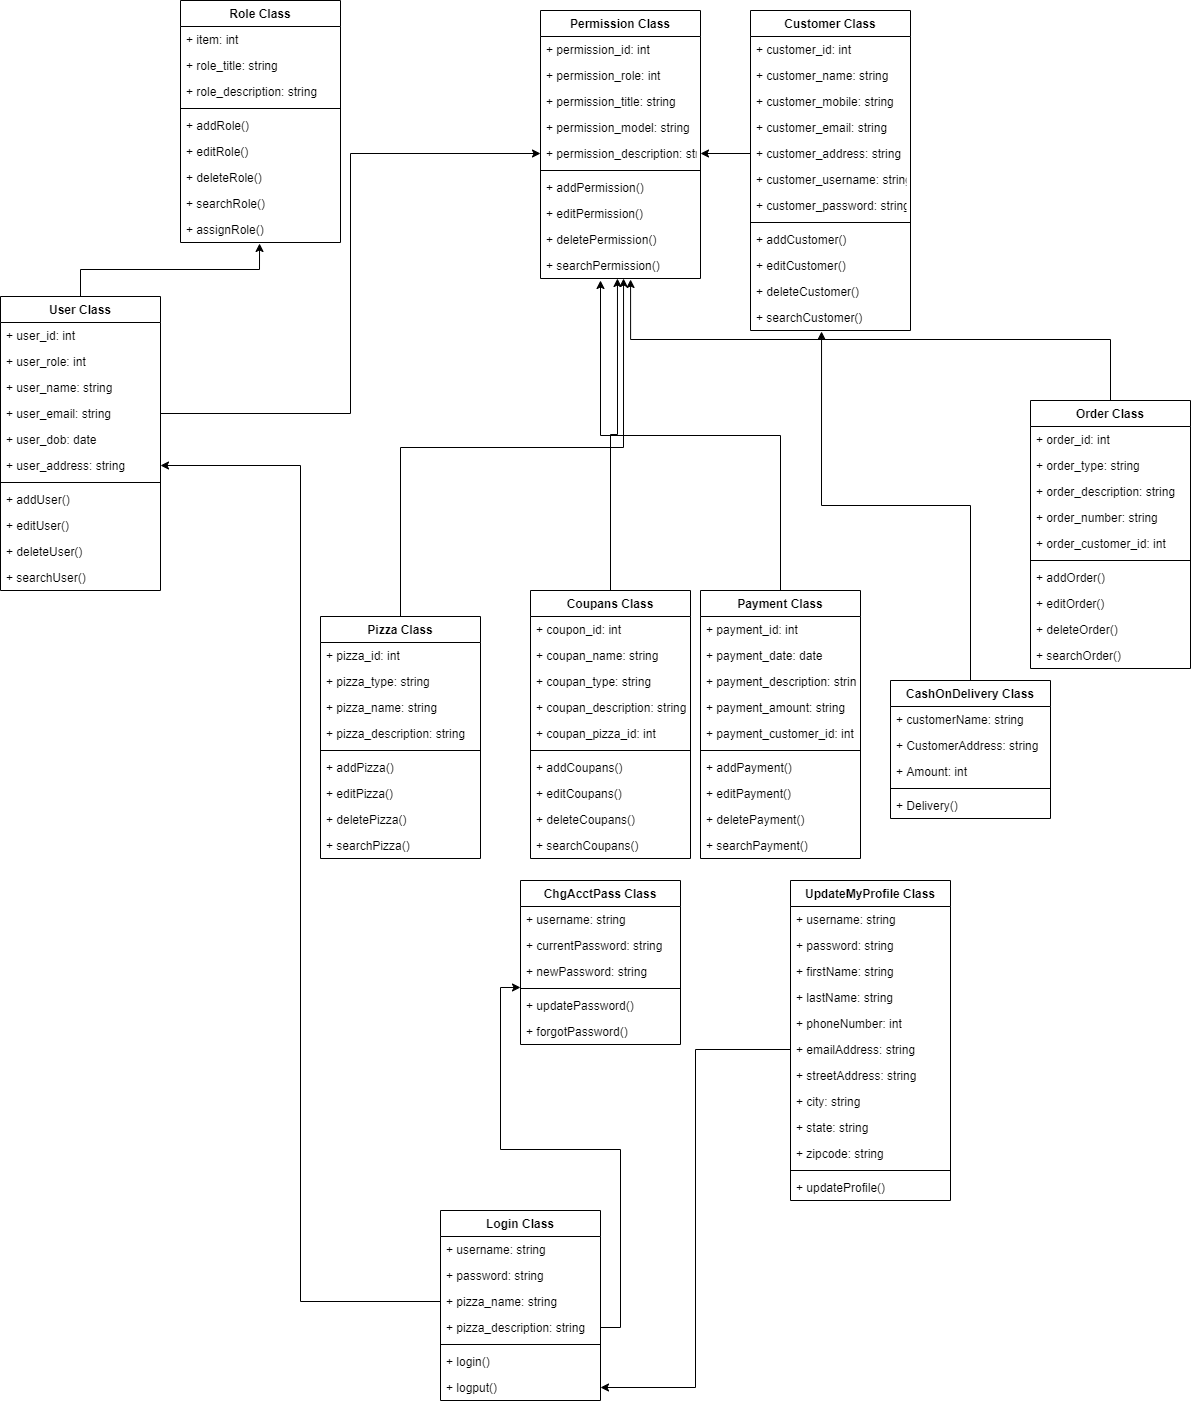 Role Class
+ item: int
+ role_title: string
+ role_description: string
+ addRole()
+ editRole()
+ deleteRole()
+ searchRole()
+ assignRole()
Permission Class
+ permission_id: int
+ permission_role: int
+ permission_title: string
+ permission_model: string
+ permission_description: stri
+ addPermission()
+ editPermission()
+ deletePermission()
+ searchPermission()
Customer Class
+ customer_id: int
+ customer_name: string
+ customer_mobile: string
+ customer_email: string
+ customer_address: string
+ customer_username: string
+ customer_password: string
+ addCustomer()
+ editCustomer()
+ deleteCustomer()
+ searchCustomer()
User Class
+ user_id: int
+ user_role: int
+ user_name: string
+ user_email: string
+ user_dob: date
+ user_address: string
+ addUser()
+ editUser()
+ deleteUser()
+ searchUser()
Order Class
+ order_id: int
+ order_type: string
+ order_description: string
+ order_number: string
+ order_customer_id: int
+ addOrder()
+ editOrder()
+ deleteOrder()
+ searchOrder()
Pizza Class
+ pizza_id: int
+ pizza_type: string
+ pizza_name: string
+ pizza_description: string
+ addPizza()
+ editPizza()
+ deletePizza()
+ searchPizza()
Coupans Class
+ coupon_id: int
+ coupan_name: string
+ coupan_type: string
+ coupan_description: string
+ coupan_pizza_id: int
+ addCoupans()
+ editCoupans()
+ deleteCoupans()
+ searchCoupans()
Payment Class
+ payment_id: int
+ payment_date: date
+ payment_description: strin
+ payment_amount: string
+ payment_customer_id: int
+ addPayment()
+ editPayment()
+ deletePayment()
+ searchPayment()
CashOnDelivery Class
+ customerName: string
+ CustomerAddress: string
+ Amount: int
+ Delivery()
ChgAcctPass Class
+ username: string
+ currentPassword: string
+ newPassword: string
+ updatePassword()
+ forgotPassword()
UpdateMyProfile Class
+ username: string
+ password: string
+ firstName: string
+ lastName: string
+ phoneNumber: int
+ emailAddress: string
+ streetAddress: string
+ city: string
+ state: string
+ zipcode: string
+ updateProfile()
Login Class
+ username: string
+ password: string
+ pizza_name: string
+ pizza_description: string
+ login()
+ logput()